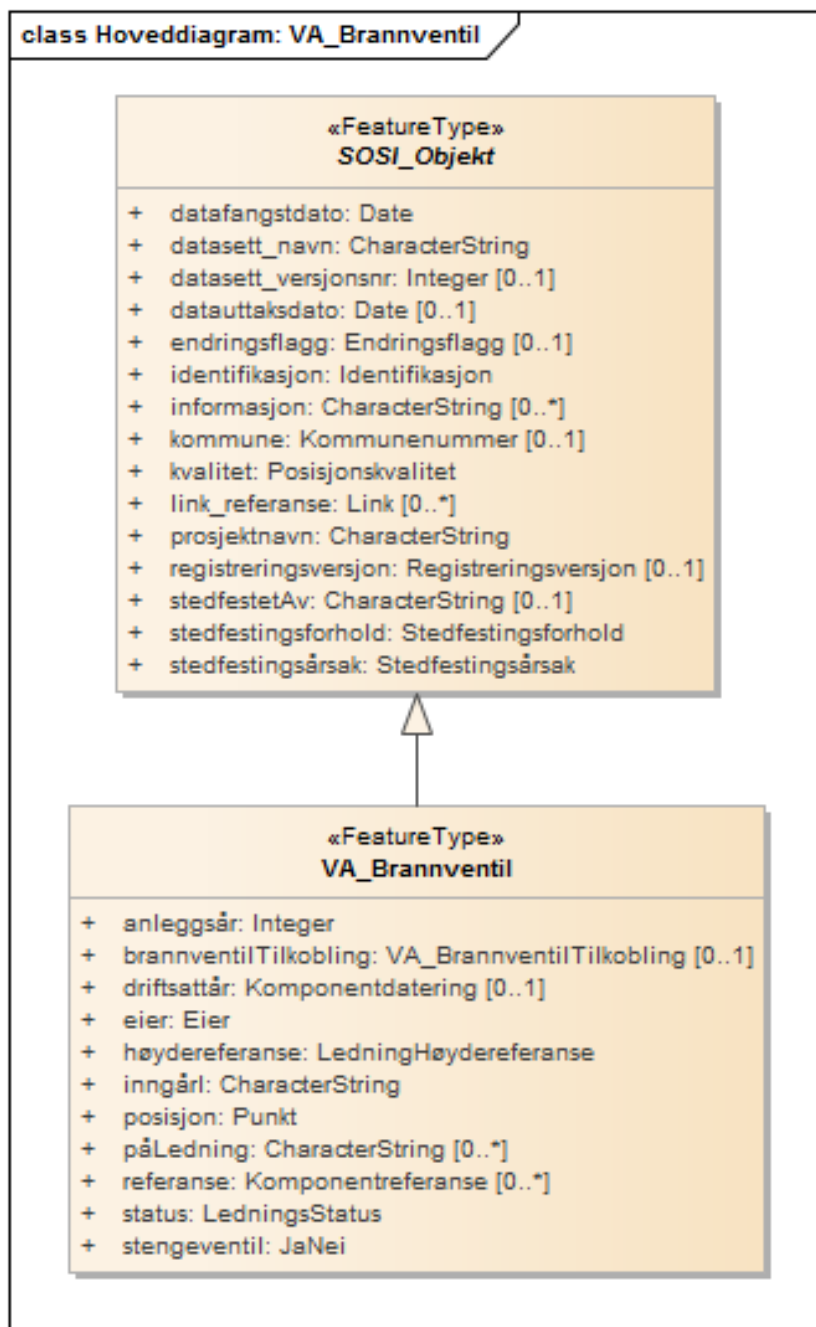 class Hoveddiagram: VA_Brannventil
«FeatureType»
SOSI_Objekt
+ datafangstdato: Date
+ datasett_navn: CharacterString
+ datasett_versjonsnr: Integer [0..1]
+ datauttaksdato: Date [0..1]
+ endringsflagg: Endringsflagg [0..1]
+ identifikasjon: Identifikasjon
+ informasjon: CharacterString [0..*]
+ kommune: Kommunenummer [0..1]
+ kvalitet: Posisjonskvalitet
+ link_referanse: Link [0..*]
+ prosjektnavn: CharacterString
+ registreringsversjon: Registreringsversjon [0..1]
+ stedfestetAv: CharacterString [0..1]
+ stedfestingsforhold: Stedfestingsforhold
+ stedfestingsårsak: Stedfestingsårsak
«FeatureType»
VA_Brannventil
+ anleggsår: Integer
+ brannventilTilkobling: VA_BrannventilTilkobling [0..1]
+ driftsattår: Komponentdatering [0..1]
+ eier: Eier
+ høydereferanse: LedningHøydereferanse
+ inngårI: CharacterString
+ posisjon: Punkt
+ påLedning: CharacterString [0..*]
+ referanse: Komponentreferanse [0..*]
+ status: LedningsStatus
+ stengeventil: JaNei